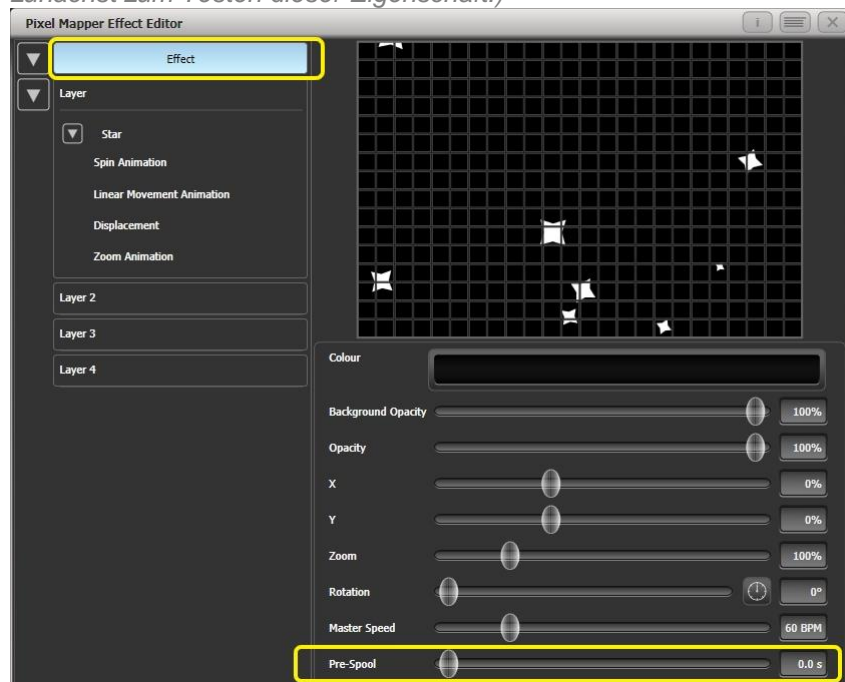 zunächst zum Testen dieser Eigenschaft.)
Pixel Mapper Effect Editor
i
Effect
Layer
Star
Spin Animation
Linear Movement Animation
Displacement
Zoom Animation
Layer 2
Layer 3
Layer 4
Colour
Background Opacity 100%
Opacity 100%
X 0%
Y 0%
Zoom 100%
Rotation 0°
Master Speed 60 BPM
Pre-Spool 0.0 s